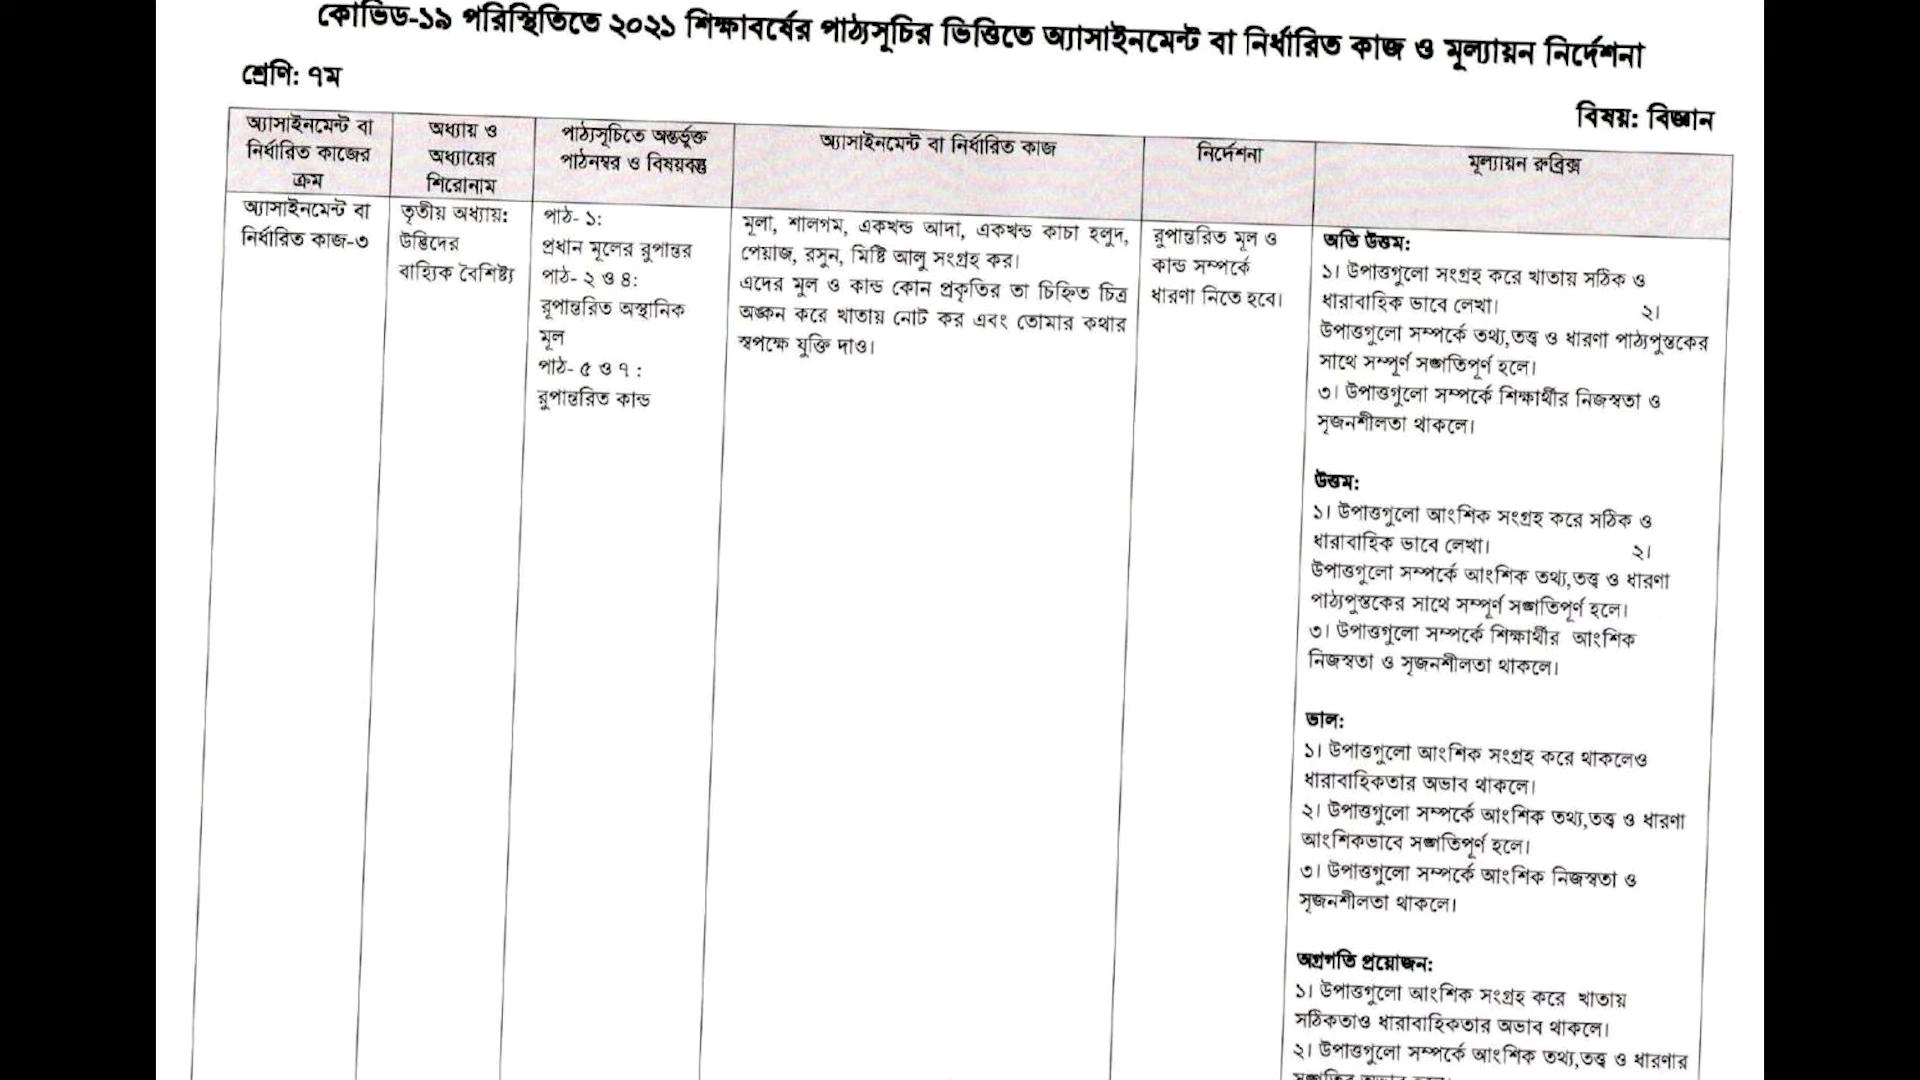 কোভিড-১৯ পরিস্থিতিতে ২০২১ শিক্ষাবর্ষের পাঠ্যসূচির ভিত্তিতে অ্যাসাইনমেন্ট বা নির্ধারিত কাজ ও মূল্যায়ন নির্দেশনা
শ্রেণি: ৭ম
বিষয়: বিজ্ঞান
অ্যাসাইনমেন্ট বা
নির্ধারিত কাজের
ক্রম
অধ্যায় ও
অধ্যায়ের
শিরোনাম
পাঠ্যসূচিতে অন্তর্ভুক্ত
পাঠনম্বর ও বিষয়বস্তু
অ্যাসাইনমেন্ট বা নির্ধারিত কাজ
নির্দেশনা
মূল্যায়ন রুব্রিক্স
অ্যাসাইনমেন্ট বা
নির্ধারিত কাজ-৩
তৃতীয় অধ্যায়:
উদ্ভিদের
বাহ্যিক বৈশিষ্ট্য
পাঠ- ১:
প্রধান মূলের রুপান্তর
পাঠ- ২ ও ৪:
রূপান্তরিত অস্থানিক
মূল
পাঠ- ৫ ও ৭ :
রুপান্তরিত কান্ড
মূলা, শালগম, একখন্ড আদা, একখন্ড কাচা হলুদ,
পেয়াজ, রসুন, মিষ্টি আলু সংগ্রহ কর।
এদের মুল ও কান্ড কোন প্রকৃতির তা চিহ্নিত চিত্র
অঙ্কন করে খাতায় নোট কর এবং তোমার কথার
স্বপক্ষে যুক্তি দাও।
রুপান্তরিত মূল ও
কান্ড সম্পর্কে
ধারণা নিতে হবে।
অতি উত্তম:
১। উপাত্তগুলো সংগ্রহ করে খাতায় সঠিক ও
ধারাবাহিক ভাবে লেখা। ২।
উপাত্তগুলো সম্পর্কে তথ্য,তত্ত্ব ও ধারণা পাঠ্যপুস্তকের
সাথে সম্পূর্ণ সঙ্গতিপূর্ণ হলে।
৩। উপাত্তগুলো সম্পর্কে শিক্ষার্থীর নিজস্বতা ও
সৃজনশীলতা থাকলে।
উত্তম:
১। উপাত্তগুলো আংশিক সংগ্রহ করে সঠিক ও
ধারাবাহিক ভাবে লেখা। ২।
উপাত্তগুলো সম্পর্কে আংশিক তথ্য,তত্ত্ব ও ধারণা
পাঠ্যপুস্তকের সাথে সম্পূর্ণ সঙ্গতিপূর্ণ হলে।
৩। উপাত্তগুলো সম্পর্কে শিক্ষার্থীর আংশিক
নিজস্বতা ও সৃজনশীলতা থাকলে।
ভাল:
১। উপাত্তগুলো আংশিক সংগ্রহ করে থাকলেও
ধারাবাহিকতার অভাব থাকলে।
২। উপাত্তগুলো সম্পর্কে আংশিক তথ্য,তত্ত্ব ও ধারণা
আংশিকভাবে সঙ্গতিপূর্ণ হলে।
৩। উপাত্তগুলো সম্পর্কে আংশিক নিজস্বতা ও
সৃজনশীলতা থাকলে।
অগ্রগতি প্রয়োজন:
১। উপাত্তগুলো আংশিক সংগ্রহ করে খাতায়
সঠিকতাও ধারাবাহিকতার অভাব থাকলে।
২। উপাত্তগুলো সম্পর্কে আংশিক তথ্য,তত্ত্ব ও ধারণার